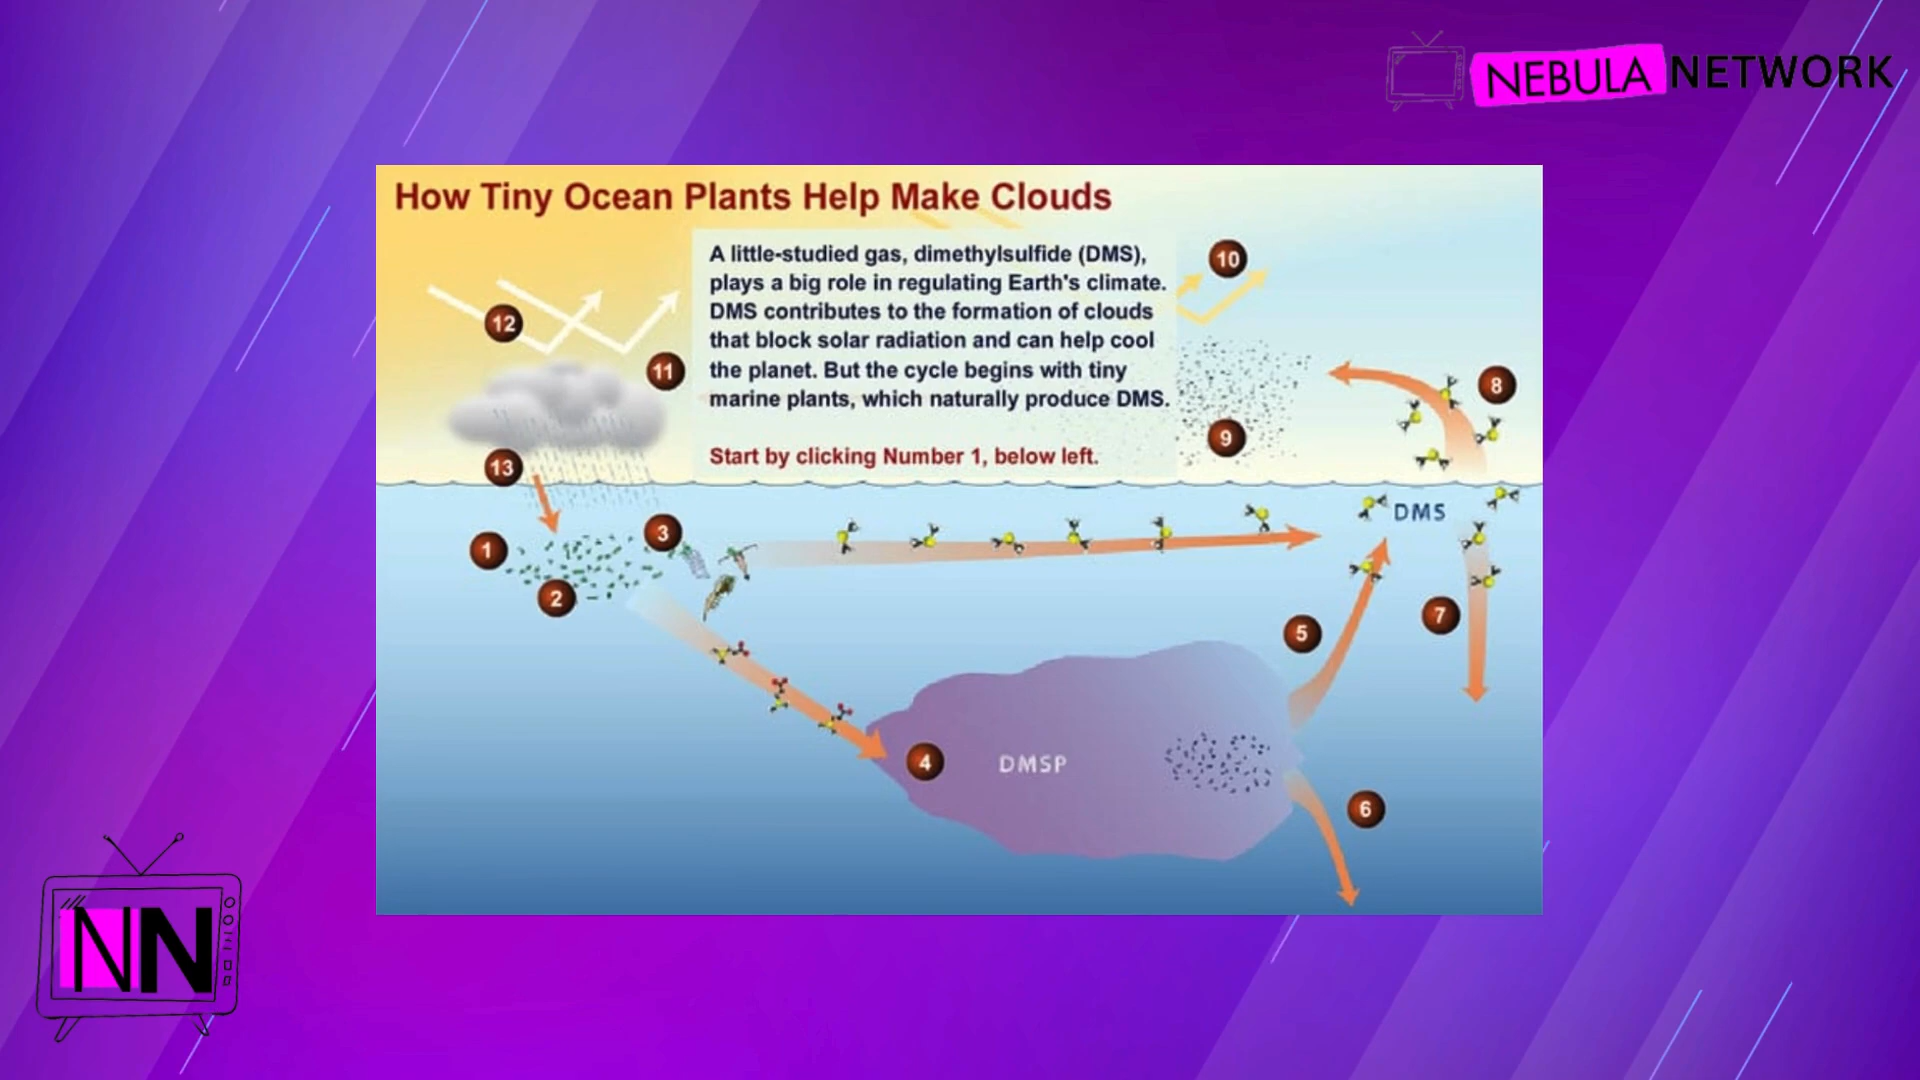 NEBULA NETWORK
How Tiny Ocean Plants Help Make Clouds
A little-studied gas, dimethylsulfide (DMS),
plays a big role in regulating Earth's climate.
DMS contributes to the formation of clouds
that block solar radiation and can help cool
the planet. But the cycle begins with tiny
marine plants, which naturally produce DMS.
Start by clicking Number 1, below left.
10
12
11
8
9
13
DMS
3
1
2
5
7
4
DMSP
6
NN